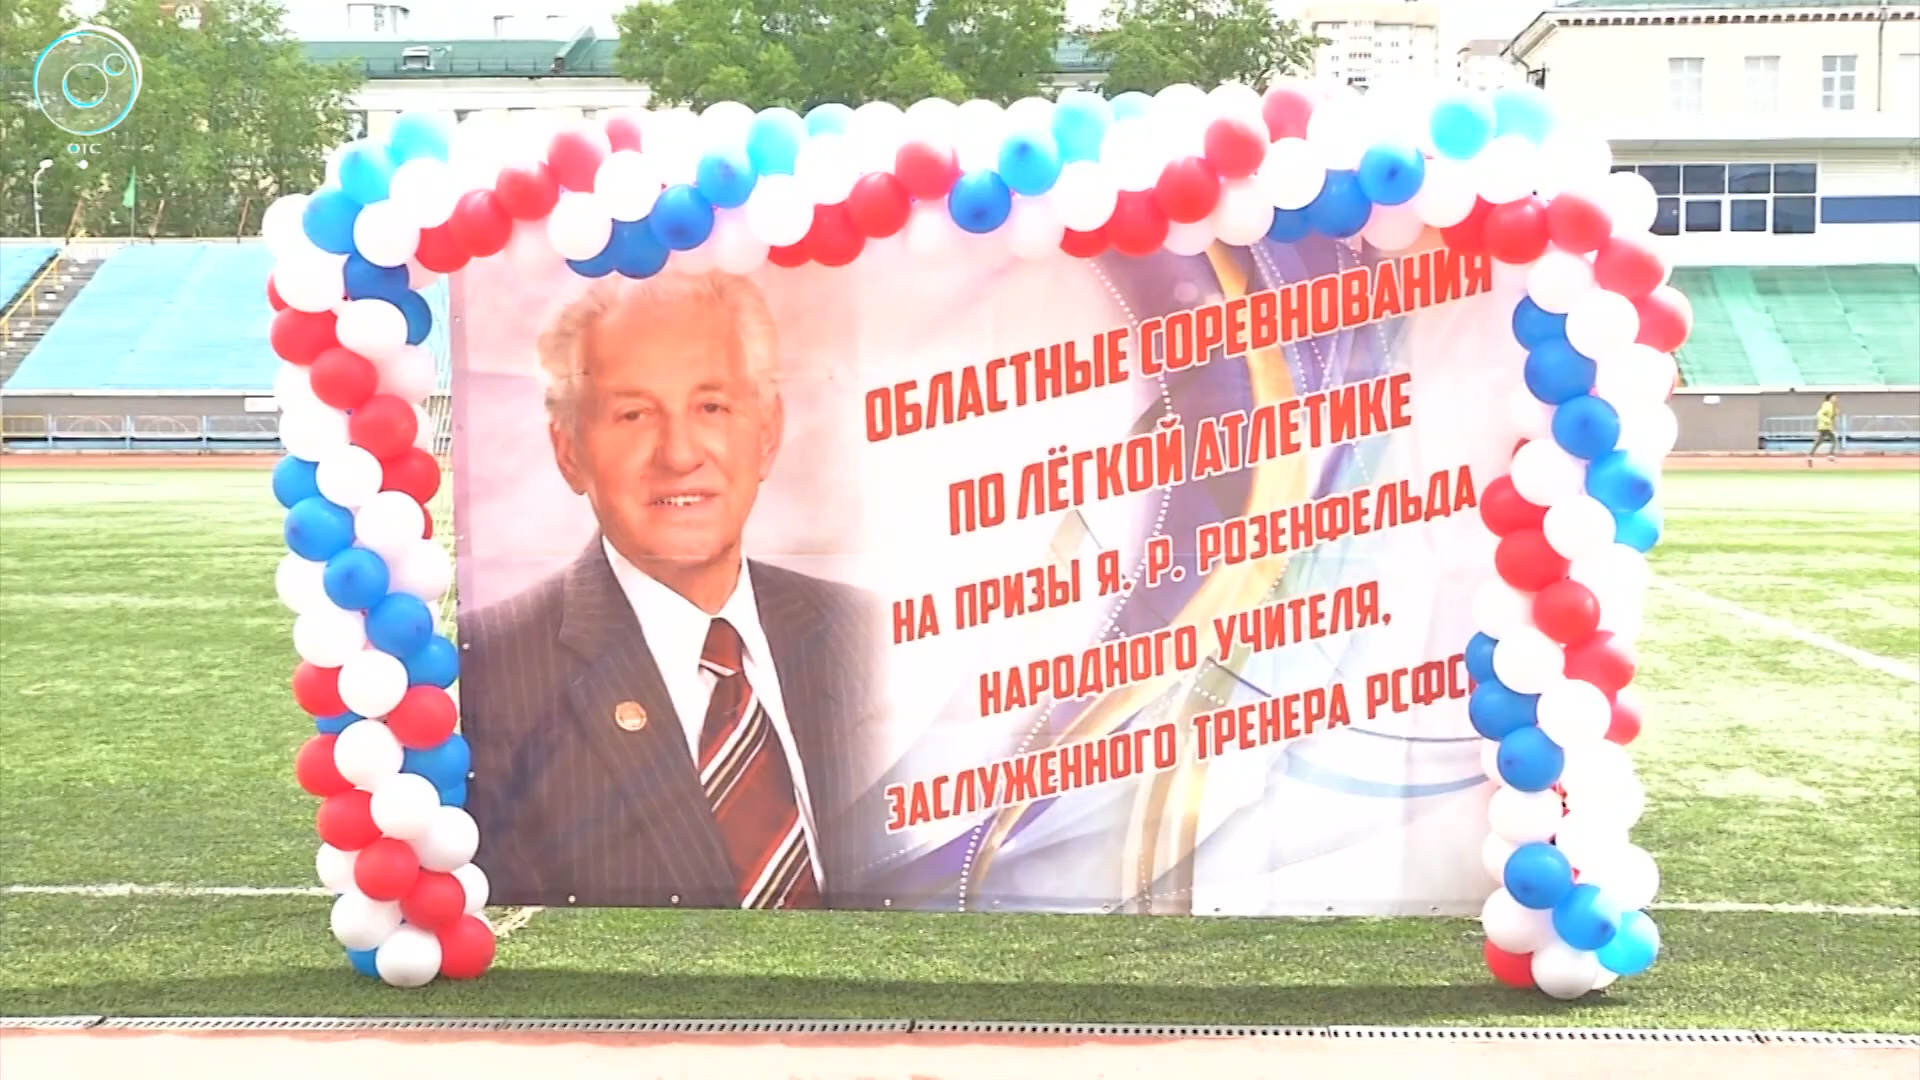 ОТС
ОБЛАСТНЫЕ СОРЕВНОВАНИЯ
ПО ЛЁГКОЙ АТЛЕТИКЕ
НА ПРИЗЫ Я. Р. РОЗЕНФЕЛЬДА
НАРОДНОГО УЧИТЕЛЯ,
ЗАСЛУЖЕННОГО ТРЕНЕРА РСФС